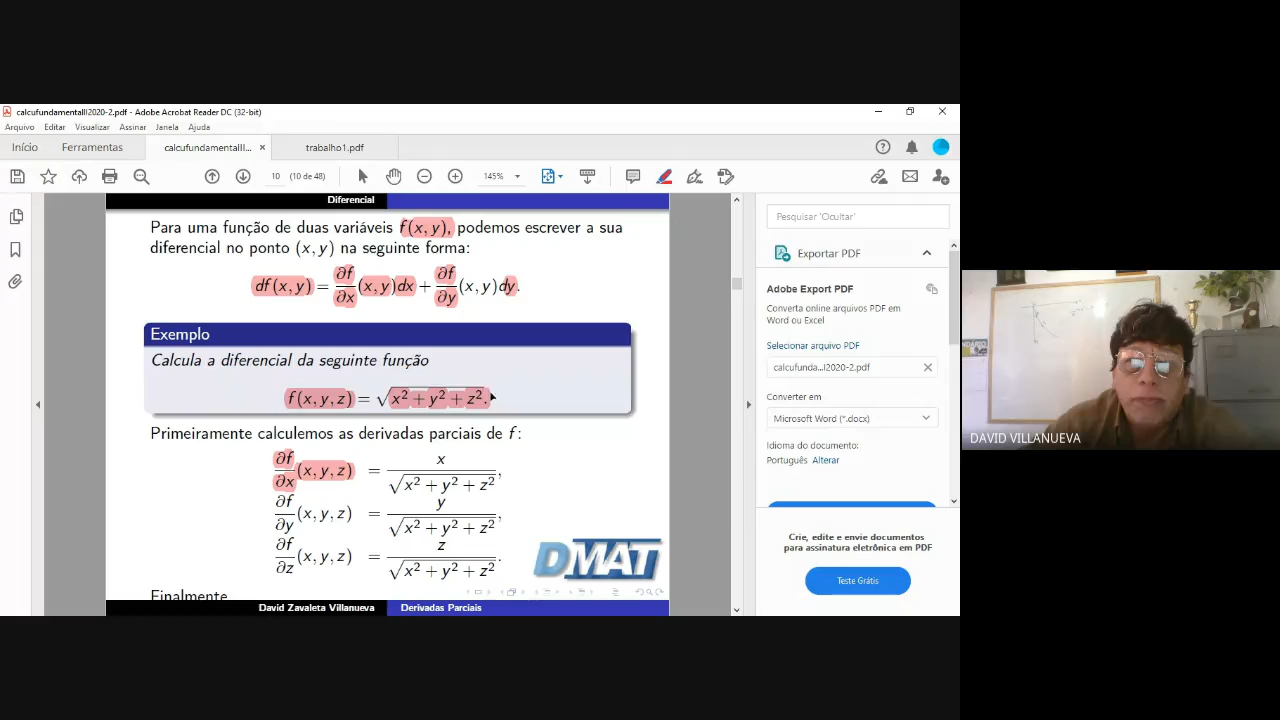 calcufundamentalII2020-2.pdf - Adobe Acrobat Reader DC (32-bit)
Arquivo Editar Visualizar Assinar Janela Ajuda
Início Ferramentas calcufundamentalII... × trabalho1.pdf
10 (10 de 48) 145%
Diferencial
Para uma função de duas variáveis f(x, y), podemos escrever a sua
diferencial no ponto (x, y) na seguinte forma:
df(x, y) = ∂f/∂x (x, y)dx + ∂f/∂y (x, y)dy.
Exemplo
Calcula a diferencial da seguinte função
f(x, y, z) = √x² + y² + z².
Primeiramente calculemos as derivadas parciais de f:
∂f/∂x (x, y, z) = x/√x² + y² + z²,
∂f/∂y (x, y, z) = y/√x² + y² + z²,
∂f/∂z (x, y, z) = z/√x² + y² + z².
DMAT
Finalmente
David Zavaleta Villanueva Derivadas Parciais
Pesquisar 'Ocultar'
Exportar PDF
Adobe Export PDF
Converta online arquivos PDF em
Word ou Excel
Selecionar arquivo PDF
calcufunda...I2020-2.pdf
Converter em
Microsoft Word (*.docx)
Idioma do documento:
Português Alterar
Crie, edite e envie documentos
para assinatura eletrônica em PDF
Teste Grátis
DAVID VILLANUEVA